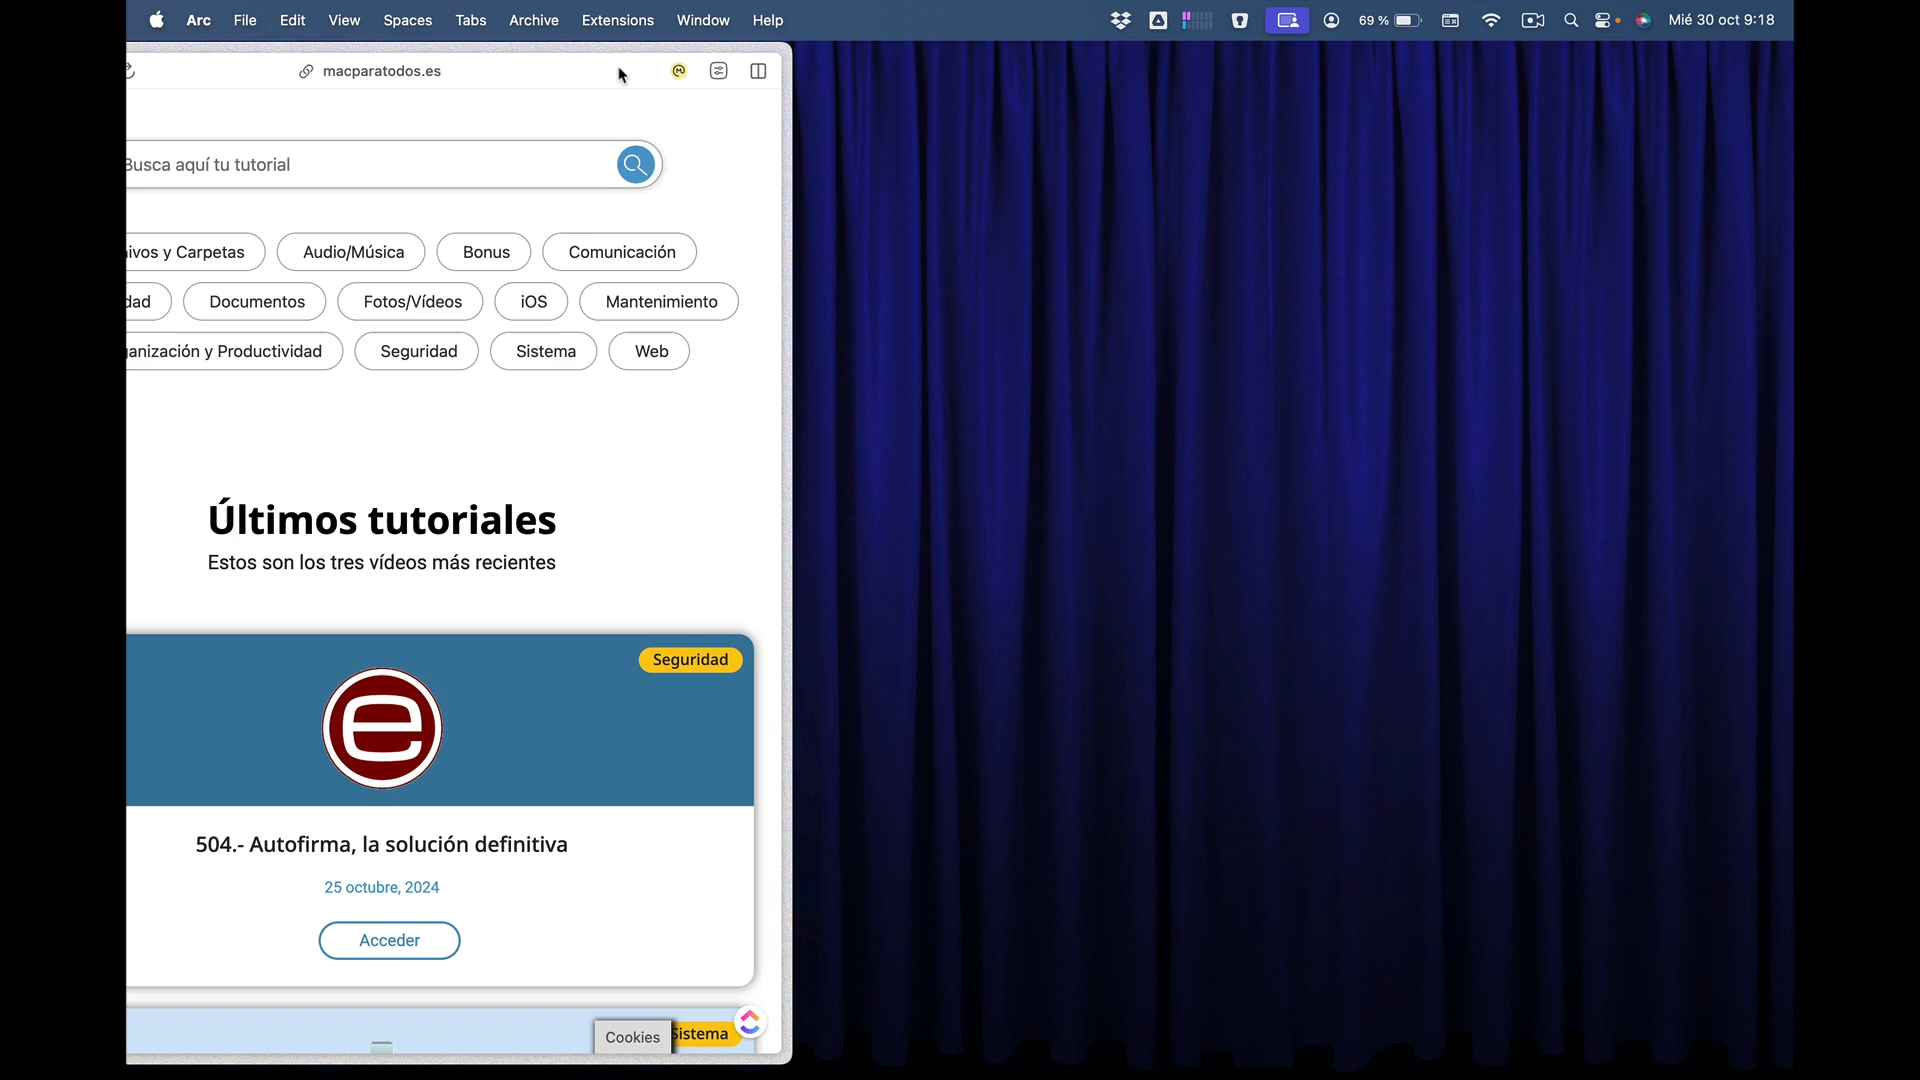 Arc File Edit View Spaces Tabs Archive Extensions Window Help 69 % Mié 30 oct 9:18
macparatodos.es
Busca aquí tu tutorial
ivos y Carpetas Audio/Música Bonus Comunicación
dad Documentos Fotos/Vídeos iOS Mantenimiento
ganización y Productividad Seguridad Sistema Web
Últimos tutoriales
Estos son los tres vídeos más recientes
Seguridad
e
504.- Autofirma, la solución definitiva
25 octubre, 2024
Acceder
Cookies Sistema